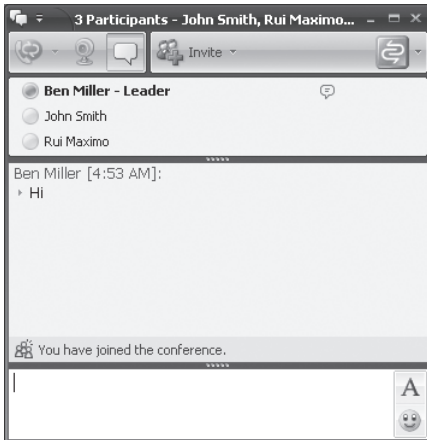 3 Participants - John Smith, Rui Maximo...
Invite
Ben Miller - Leader
John Smith
Rui Maximo
Ben Miller [4:53 AM]:
Hi
You have joined the conference.
A